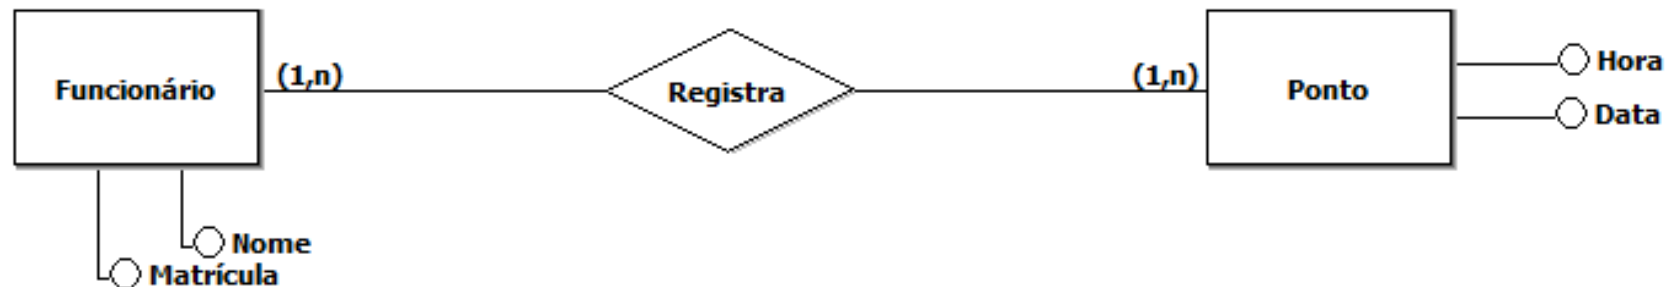 Funcionário
(1,n)
Registra
(1,n)
Ponto
Hora
Data
Nome
Matrícula